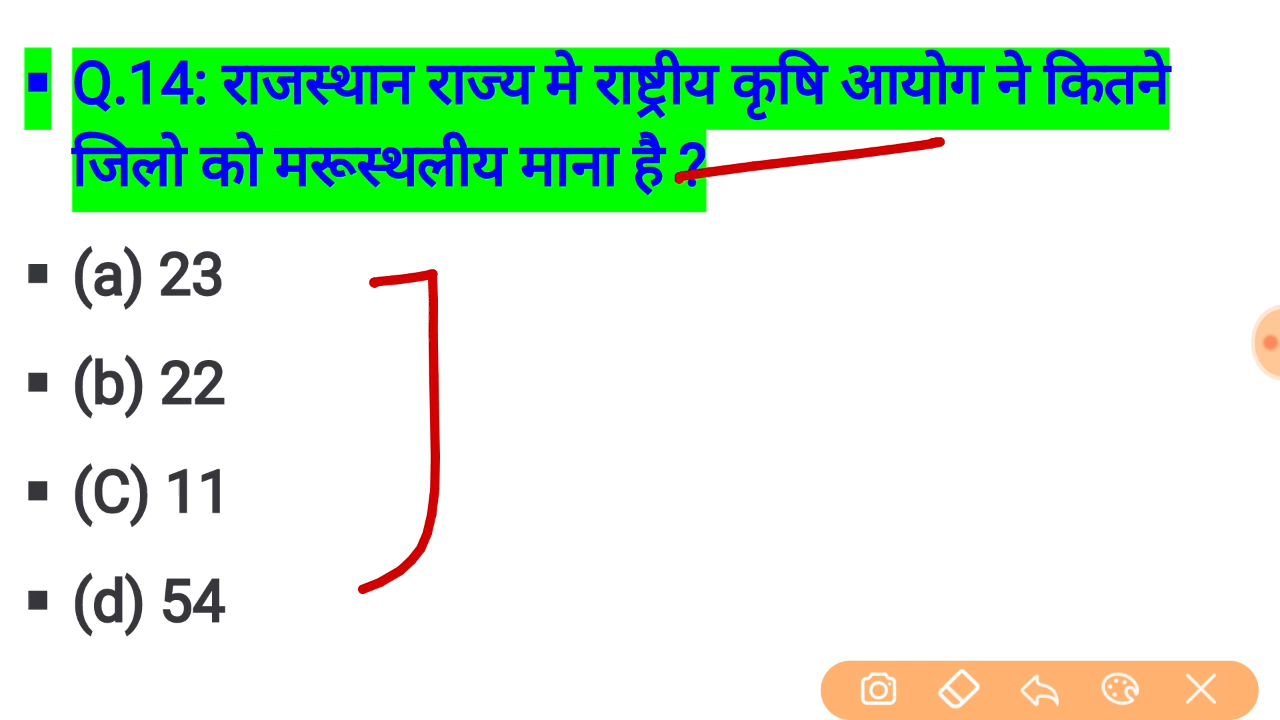 ▪ Q.14: राजस्थान राज्य मे राष्ट्रीय कृषि आयोग ने कितने
जिलो को मरूस्थलीय माना है ?
▪ (a) 23
▪ (b) 22
▪ (C) 11
▪ (d) 54